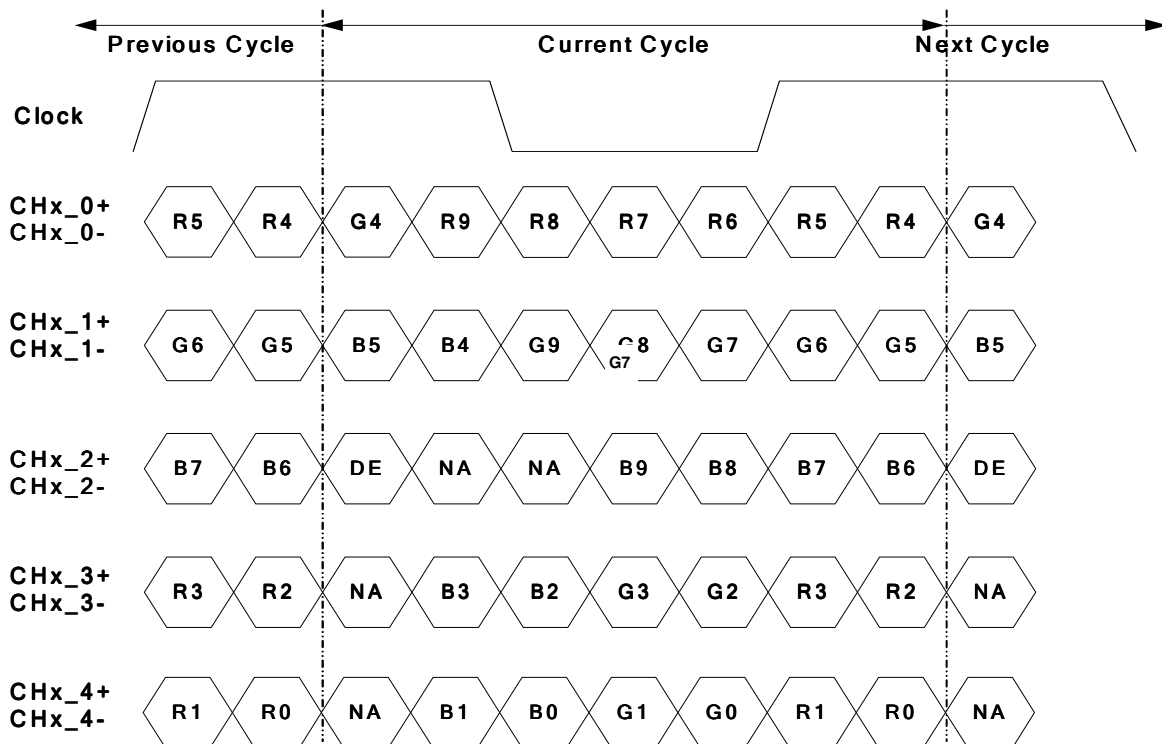 Previous Cycle Current Cycle Next Cycle
Clock
CHx_0+
CHx_0-
R5 R4 G4 R9 R8 R7 R6 R5 R4 G4
CHx_1+
CHx_1-
G6 G5 B5 B4 G9 G8 G7 G6 G5 B5
G7
CHx_2+
CHx_2-
B7 B6 DE NA NA B9 B8 B7 B6 DE
CHx_3+
CHx_3-
R3 R2 NA B3 B2 G3 G2 R3 R2 NA
CHx_4+
CHx_4-
R1 R0 NA B1 B0 G1 G0 R1 R0 NA